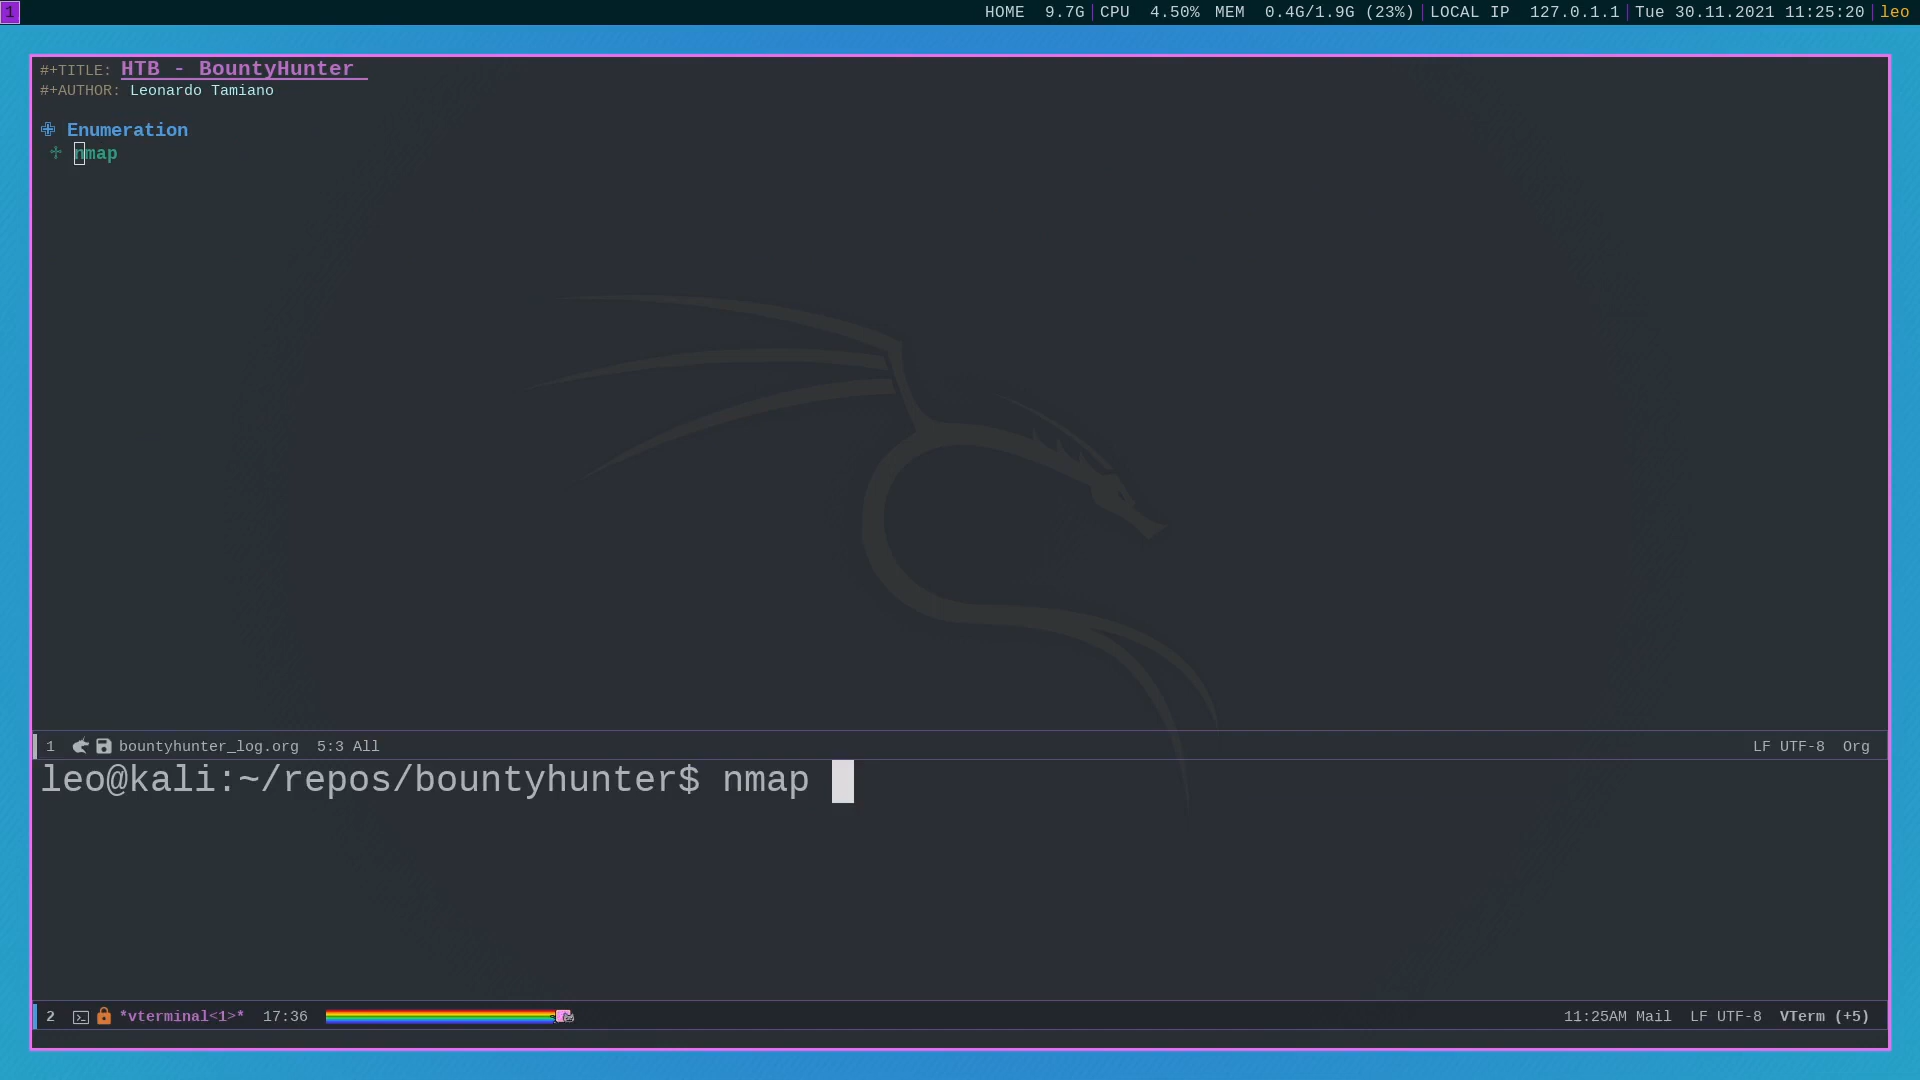 1 HOME 9.7G CPU 4.50% MEM 0.4G/1.9G (23%) LOCAL IP 127.0.1.1 Tue 30.11.2021 11:25:20 leo
#+TITLE: HTB - BountyHunter
#+AUTHOR: Leonardo Tamiano
Enumeration
nmap
1 bountyhunter_log.org 5:3 All LF UTF-8 Org
leo@kali:~/repos/bountyhunter$ nmap
2 *vterminal<1>* 17:36 11:25AM Mail LF UTF-8 VTerm (+5)